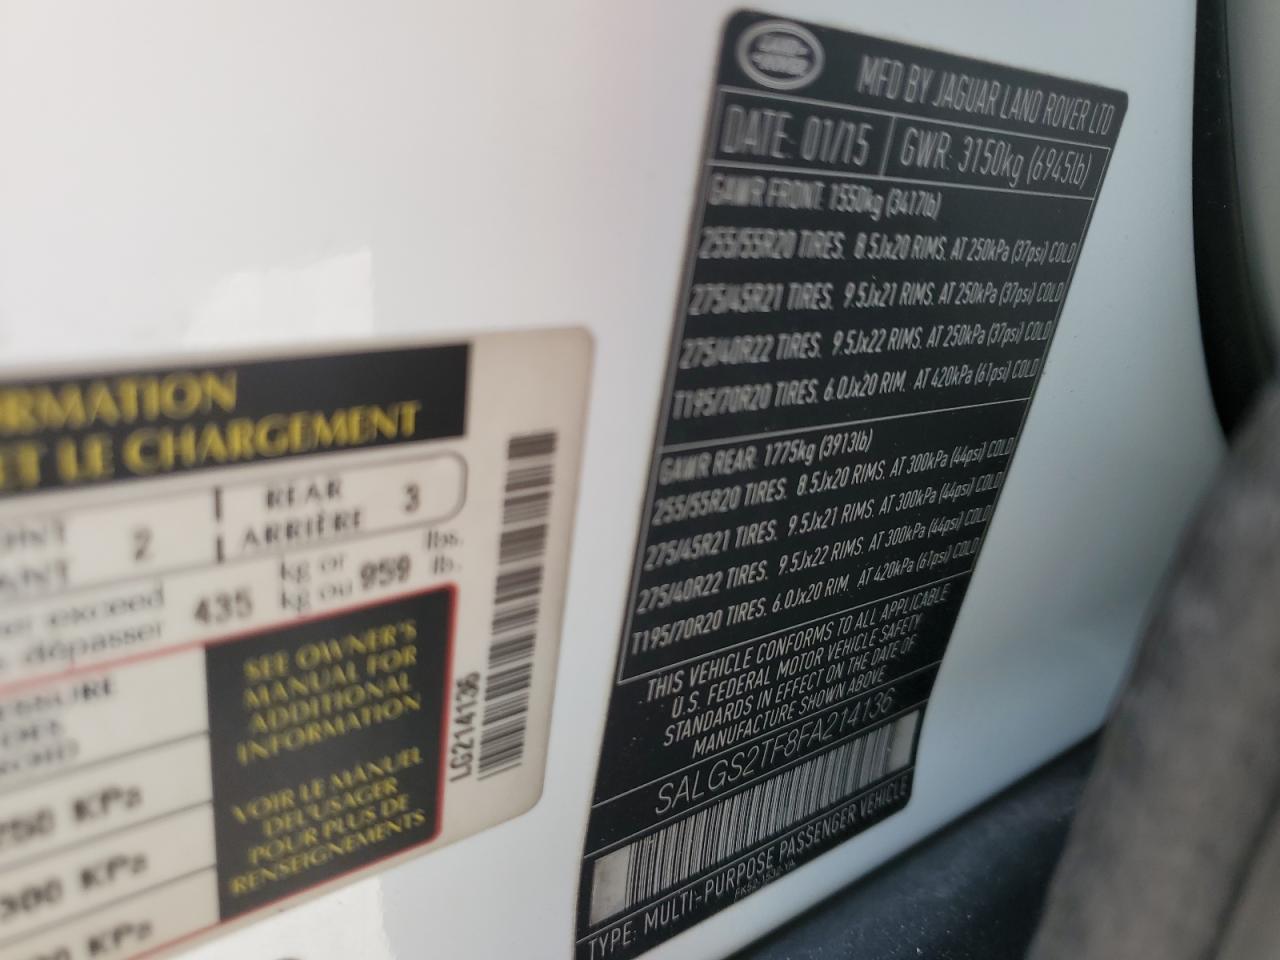 RMATION
ET LE CHARGEMENT
2
REAR
ARRIÈRE
3
exceed
dépasser
435
kg or
kg ou
959
lbs.
lb.
SEE OWNER'S
MANUAL FOR
ADDITIONAL
INFORMATION
VOIR LE MANUEL
DE L'USAGER
POUR PLUS DE
RENSEIGNEMENTS
KPa
KPa
KPa
LG214136
LAND-
ROVER
MFD BY JAGUAR LAND ROVER LTD
DATE: 01/15 GWR: 3150kg (6945lb)
GAWR FRONT 1550kg (3417lb)
255/55R20 TIRES. 8.5Jx20 RIMS. AT 250kPa (37psi) COLD
275/45R21 TIRES. 9.5Jx21 RIMS. AT 250kPa (37psi) COLD
275/40R22 TIRES. 9.5Jx22 RIMS. AT 250kPa (37psi) COLD
T195/70R20 TIRES. 6.0Jx20 RIM. AT 420kPa (61psi) COLD
GAWR REAR: 1775kg (3913lb)
255/55R20 TIRES. 8.5Jx20 RIMS. AT 300kPa (44psi) COLD
275/45R21 TIRES. 9.5Jx21 RIMS. AT 300kPa (44psi) COLD
275/40R22 TIRES. 9.5Jx22 RIMS. AT 300kPa (44psi) COLD
T195/70R20 TIRES. 6.0Jx20 RIM. AT 420kPa (61psi) COLD
THIS VEHICLE CONFORMS TO ALL APPLICABLE
U.S. FEDERAL MOTOR VEHICLE SAFETY
STANDARDS IN EFFECT ON THE DATE OF
MANUFACTURE SHOWN ABOVE
SALGS2TF8FA214136
TYPE: MULTI-PURPOSE PASSENGER VEHICLE